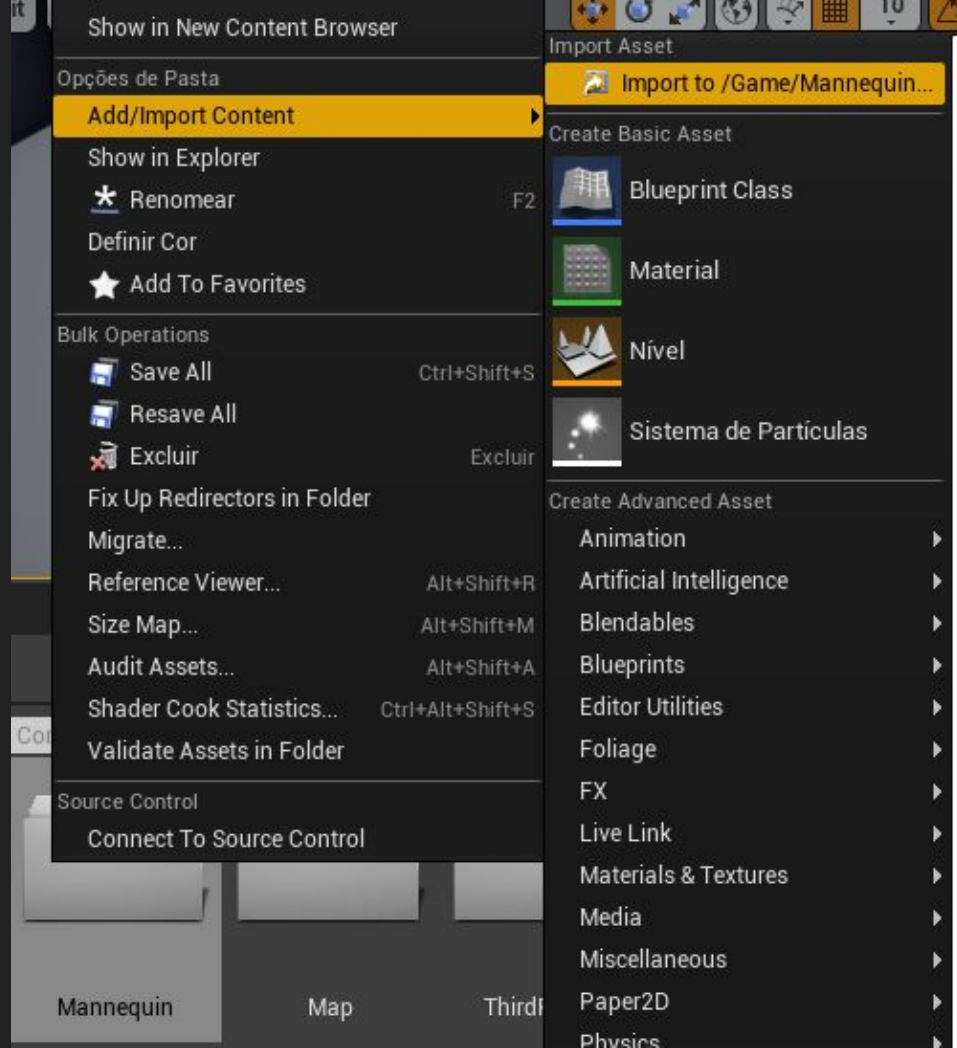 it
Show in New Content Browser
Opções de Pasta
Add/Import Content
Show in Explorer
Renomear F2
Definir Cor
Add To Favorites
Bulk Operations
Save All Ctrl+Shift+S
Resave All
Excluir Excluir
Fix Up Redirectors in Folder
Migrate...
Reference Viewer... Alt+Shift+R
Size Map... Alt+Shift+M
Audit Assets... Alt+Shift+A
Shader Cook Statistics... Ctrl+Alt+Shift+S
Validate Assets in Folder
Source Control
Connect To Source Control
10
Import Asset
Import to /Game/Mannequin...
Create Basic Asset
Blueprint Class
Material
Nível
Sistema de Partículas
Create Advanced Asset
Animation
Artificial Intelligence
Blendables
Blueprints
Editor Utilities
Foliage
FX
Live Link
Materials & Textures
Media
Miscellaneous
Paper2D
Physics
Mannequin
Map